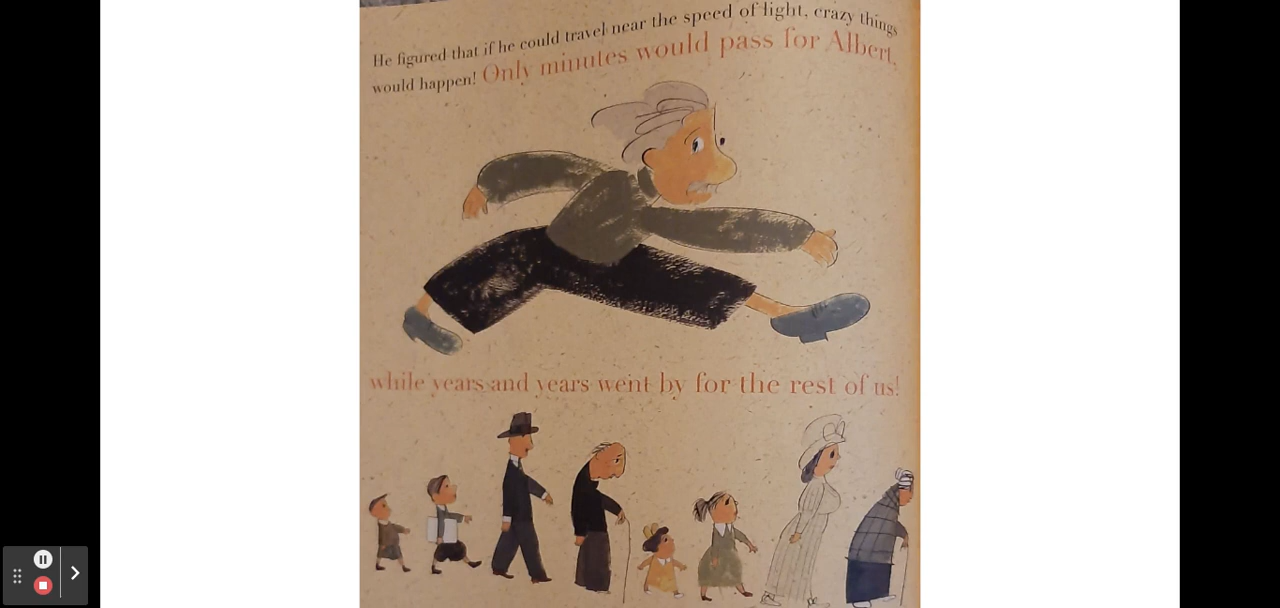 He figured that if he could travel near the speed of light, crazy things
would happen! Only minutes would pass for Albert,
while years and years went by for the rest of us!